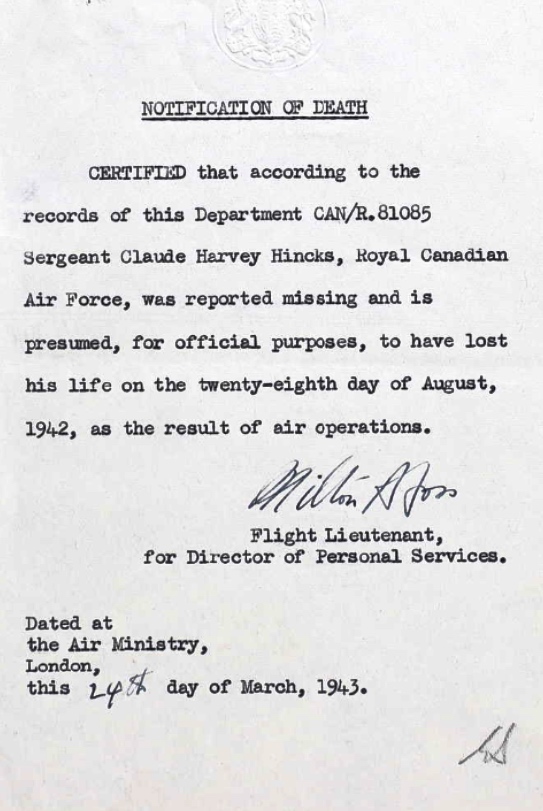 NOTIFICATION OF DEATH
CERTIFIED that according to the
records of this Department CAN/R.81085
Sergeant Claude Harvey Hincks, Royal Canadian
Air Force, was reported missing and is
presumed, for official purposes, to have lost
his life on the twenty-eighth day of August,
1942, as the result of air operations.
Milton
Flight Lieutenant,
for Director of Personal Services.
Dated at
the Air Ministry,
London,
this 24th day of March, 1943.